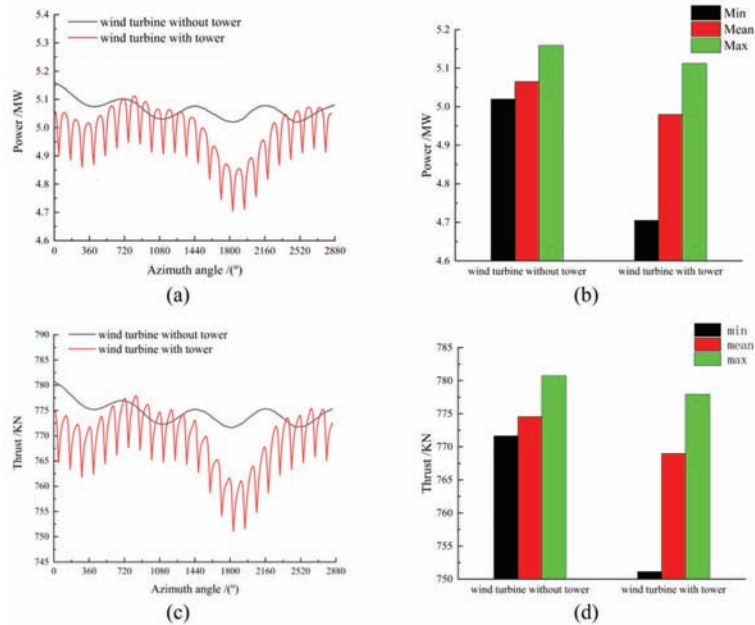 wind turbine without tower
wind turbine with tower
5.4
5.3
5.2
5.1
5.0
4.9
4.8
4.7
4.6
Power /MW
0 360 720 1080 1440 1800 2160 2520 2880
Azimuth angle /(º)
(a)
Min
Mean
Max
5.2
5.1
5.0
4.9
4.8
4.7
4.6
Power /MW
wind turbine without tower wind turbine with tower
(b)
wind turbine without tower
wind turbine with tower
790
785
780
775
770
765
760
755
750
745
Thrust /KN
0 360 720 1080 1440 1800 2160 2520 2880
Azimuth angle /(º)
(c)
min
mean
max
785
780
775
770
765
760
755
750
Thrust /KN
wind turbine without tower wind turbine with tower
(d)